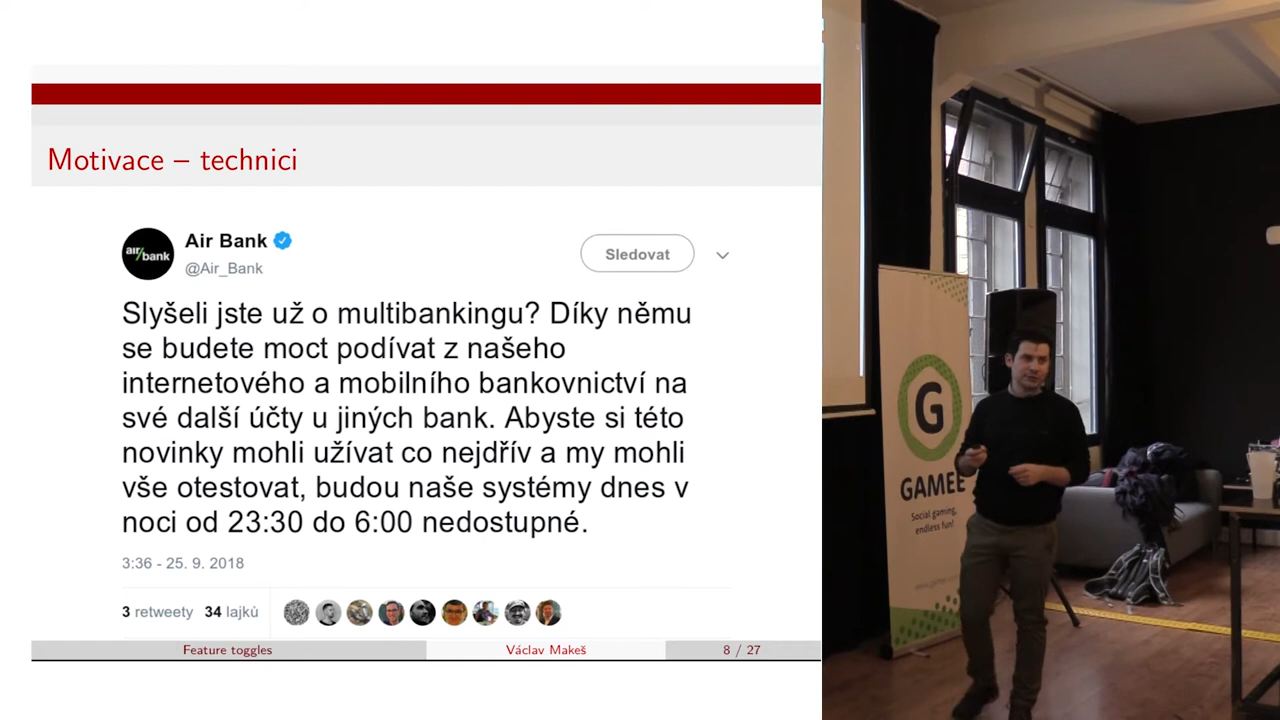 Motivace – technici
air bank
Air Bank
@Air_Bank
Sledovat
Slyšeli jste už o multibankingu? Díky němu
se budete moct podívat z našeho
internetového a mobilního bankovnictví na
své další účty u jiných bank. Abyste si této
novinky mohli užívat co nejdřív a my mohli
vše otestovat, budou naše systémy dnes v
noci od 23:30 do 6:00 nedostupné.
3:36 - 25. 9. 2018
3 retweety 34 lajků
Feature toggles Václav Makeš 8 / 27
G
GAMEE
Social gaming,
endless fun!